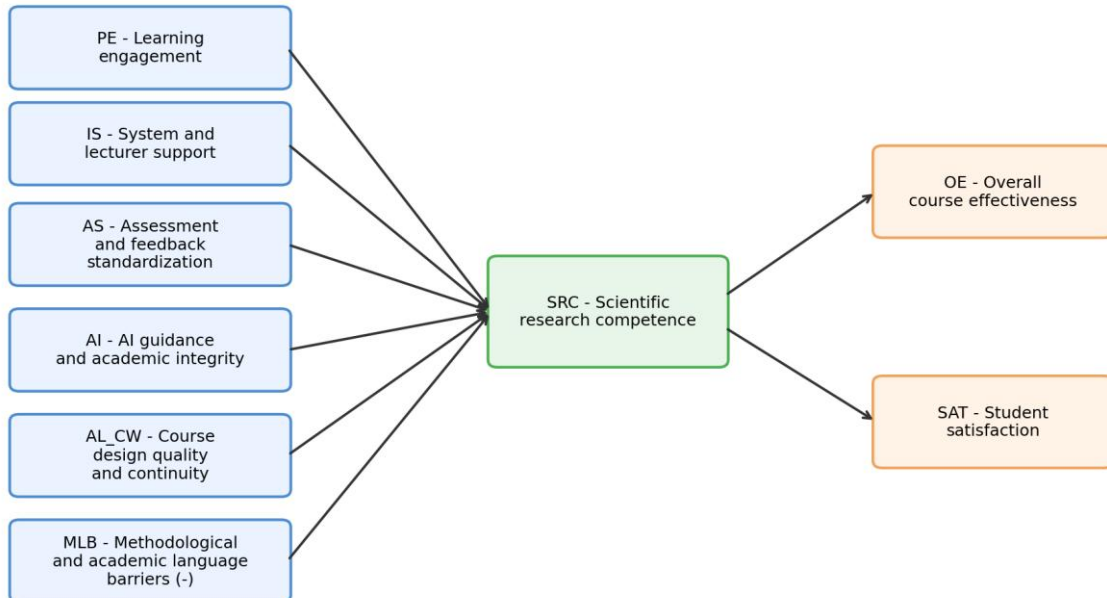 PE - Learning
engagement
IS - System and
lecturer support
AS - Assessment
and feedback
standardization
AI - AI guidance
and academic integrity
AL_CW - Course
design quality
and continuity
MLB - Methodological
and academic language
barriers (-)
SRC - Scientific
research competence
OE - Overall
course effectiveness
SAT - Student
satisfaction